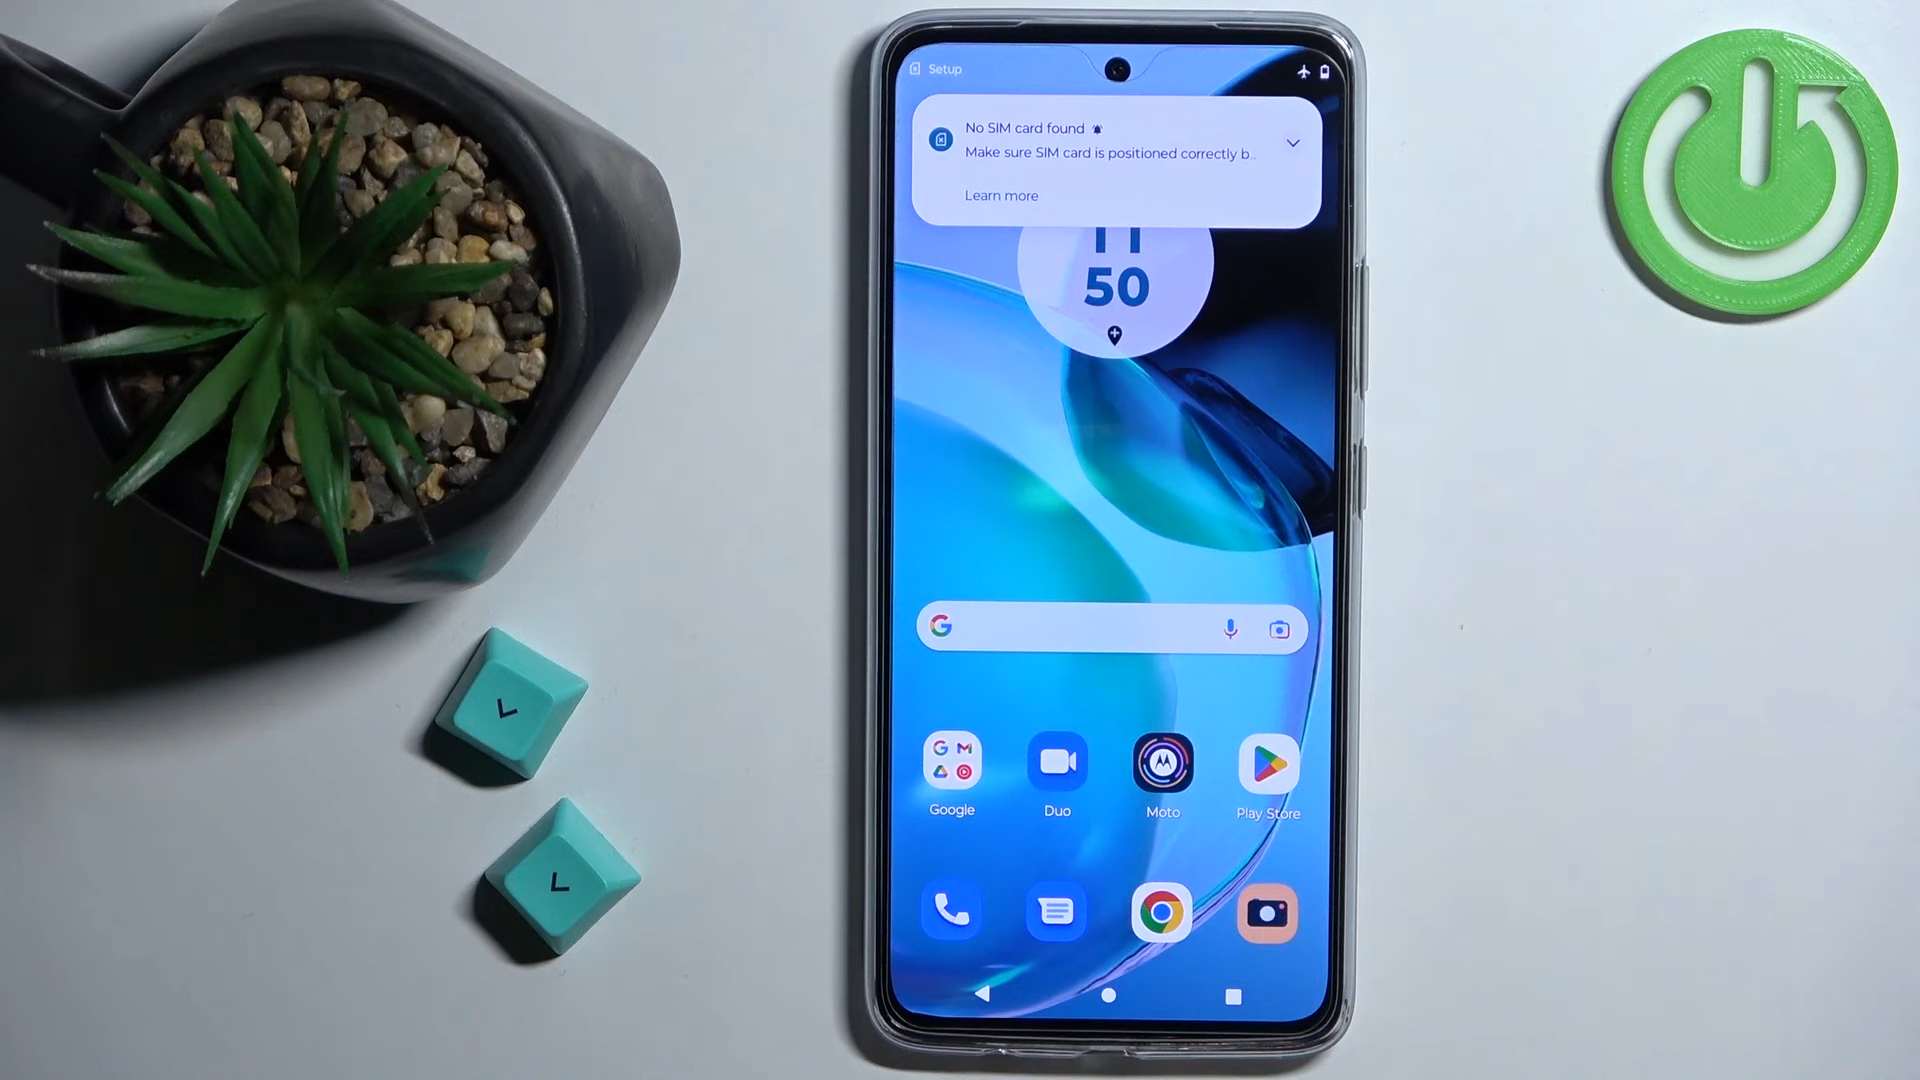 Setup
No SIM card found
Make sure SIM card is positioned correctly b..
Learn more
11
50
Google
Duo
Moto
Play Store